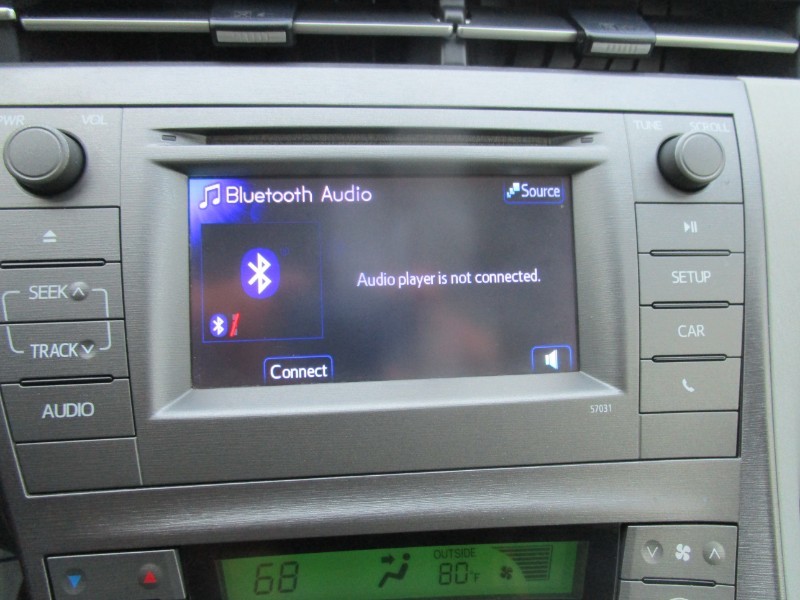 PWR VOL
TUNE SCROLL
Bluetooth Audio
Source
SEEK
SETUP
Audio player is not connected.
TRACK
CAR
Connect
AUDIO
57031
OUTSIDE
68
80°F